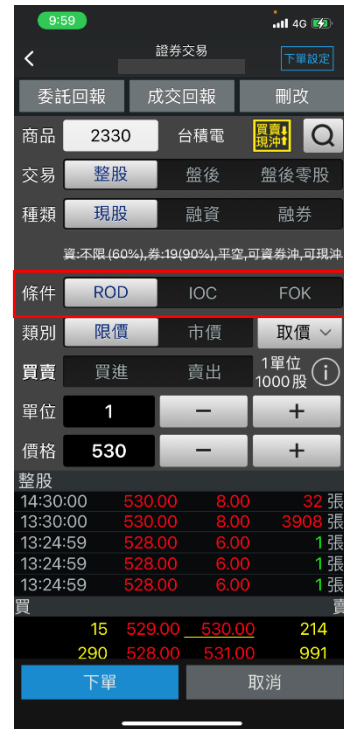 9:59 4G
證券交易 下單設定
委託回報 成交回報 刪改
商品 2330 台積電 買賣現沖
交易 整股 盤後 盤後零股
種類 現股 融資 融券
資:不限(60%),券:19(90%),平空,可資券沖,可現沖
條件 ROD IOC FOK
類別 限價 市價 取價
買賣 買進 賣出 1單位 1000股 i
單位 1 − +
價格 530 − +
整股
14:30:00 530.00 8.00 32 張
13:30:00 530.00 8.00 3908 張
13:24:59 528.00 6.00 1 張
13:24:59 528.00 6.00 1 張
13:24:59 528.00 6.00 1 張
買 賣
15 529.00 530.00 214
290 528.00 531.00 991
下單 取消